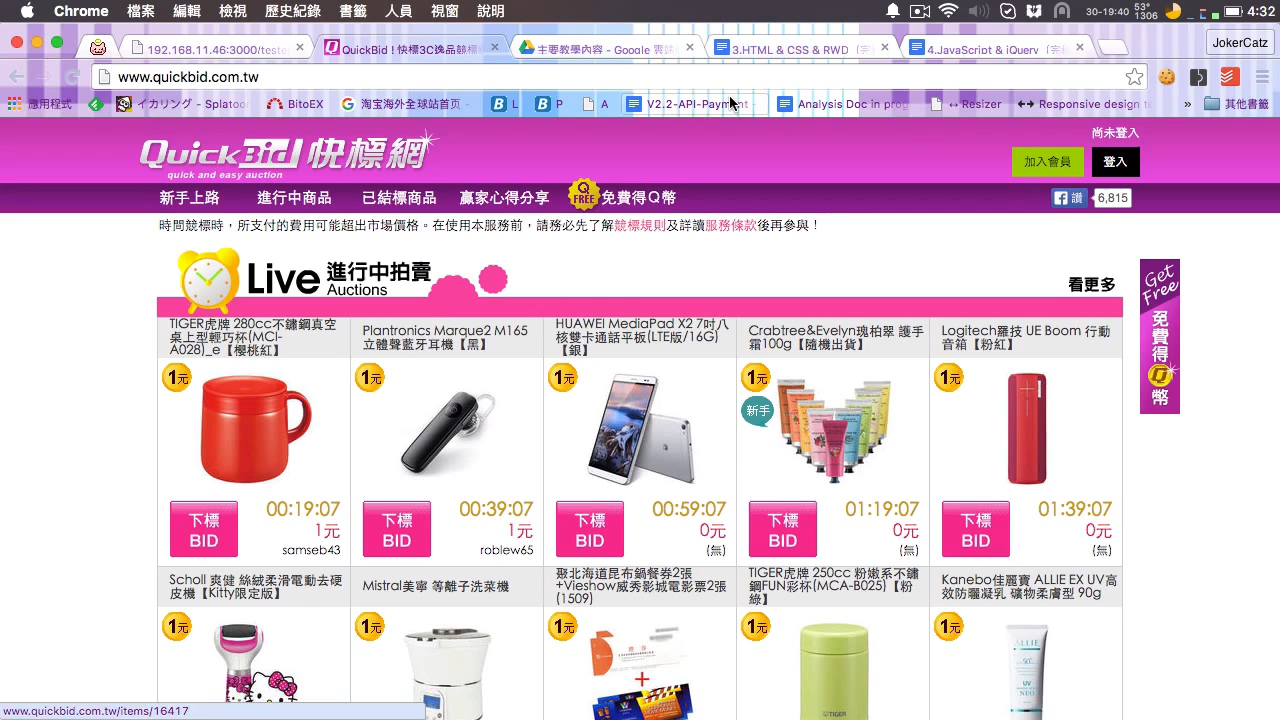 Chrome 檔案 編輯 檢視 歷史紀錄 書籤 人員 視窗 說明 30-19:40 53° 1306 4:32
192.168.11.46:3000/teste QuickBid ! 快標3C逸品競標 主要教學內容 - Google 雲端 3.HTML & CSS & RWD （完 4.JavaScript & jQuery（完 JokerCatz
www.quickbid.com.tw
應用程式 イカリング - Splatoon BitoEX 淘宝海外全球站首页 - L P A V2.2-API-Payment - Analysis Doc in prog ↔ Resizer Responsive design t » 其他書籤
尚未登入
QuickBid 快標網
quick and easy auction
加入會員 登入
新手上路 進行中商品 已結標商品 贏家心得分享 Q FREE 免費得Q幣 讚 6,815
時間競標時，所支付的費用可能超出市場價格。在使用本服務前，請務必先了解競標規則及詳讀服務條款後再參與！
Live 進行中拍賣 Auctions 看更多
Get Free 免費得Q幣
TIGER虎牌 280cc不鏽鋼真空
桌上型輕巧杯(MCI-
A028)_e【櫻桃紅】
Plantronics Marque2 M165
立體聲藍牙耳機【黑】
HUAWEI MediaPad X2 7吋八
核雙卡通話平板(LTE版/16G)
【銀】
Crabtree&Evelyn瑰柏翠 護手
霜100g【隨機出貨】
Logitech羅技 UE Boom 行動
音箱【粉紅】
1元 1元 1元 1元 1元
新手
下標 BID 00:19:07 1元 samseb43
下標 BID 00:39:07 1元 roblew65
下標 BID 00:59:07 0元 (無)
下標 BID 01:19:07 0元 (無)
下標 BID 01:39:07 0元 (無)
Scholl 爽健 絲絨柔滑電動去硬
皮機【Kitty限定版】
Mistral美寧 等離子洗菜機
聚北海道昆布鍋餐券2張
+Vieshow威秀影城電影票2張
(1509)
TIGER虎牌 250cc 粉嫩系不鏽
鋼FUN彩杯(MCA-B025)【粉
綠】
Kanebo佳麗寶 ALLIE EX UV高
效防曬凝乳 礦物柔膚型 90g
1元 1元 1元 1元 1元
TIGER
ALLIE
UV
NEO
www.quickbid.com.tw/items/16417